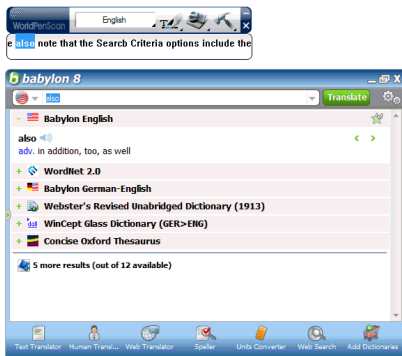 WorldPenScan
English
e also note that the Search Criteria options include the
babylon 8
also
Translate
Babylon English
also
adv. in addition, too, as well
WordNet 2.0
Babylon German-English
Webster's Revised Unabridged Dictionary (1913)
WinCept Glass Dictionary (GER>ENG)
Concise Oxford Thesaurus
5 more results (out of 12 available)
Text Translator Human Transl... Web Translator Speller Units Converter Web Search Add Dictionaries